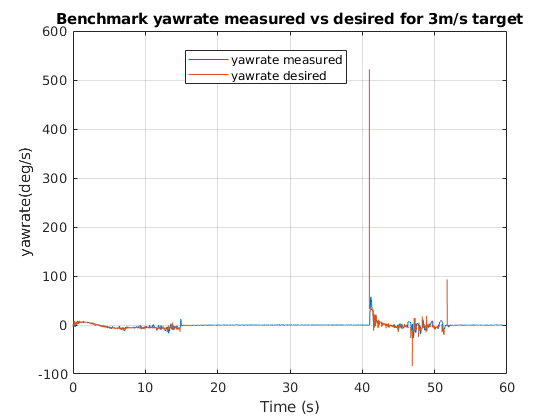 Benchmark yawrate measured vs desired for 3m/s target
600
500
400
300
200
100
0
-100
yawrate(deg/s)
yawrate measured
yawrate desired
0 10 20 30 40 50 60
Time (s)